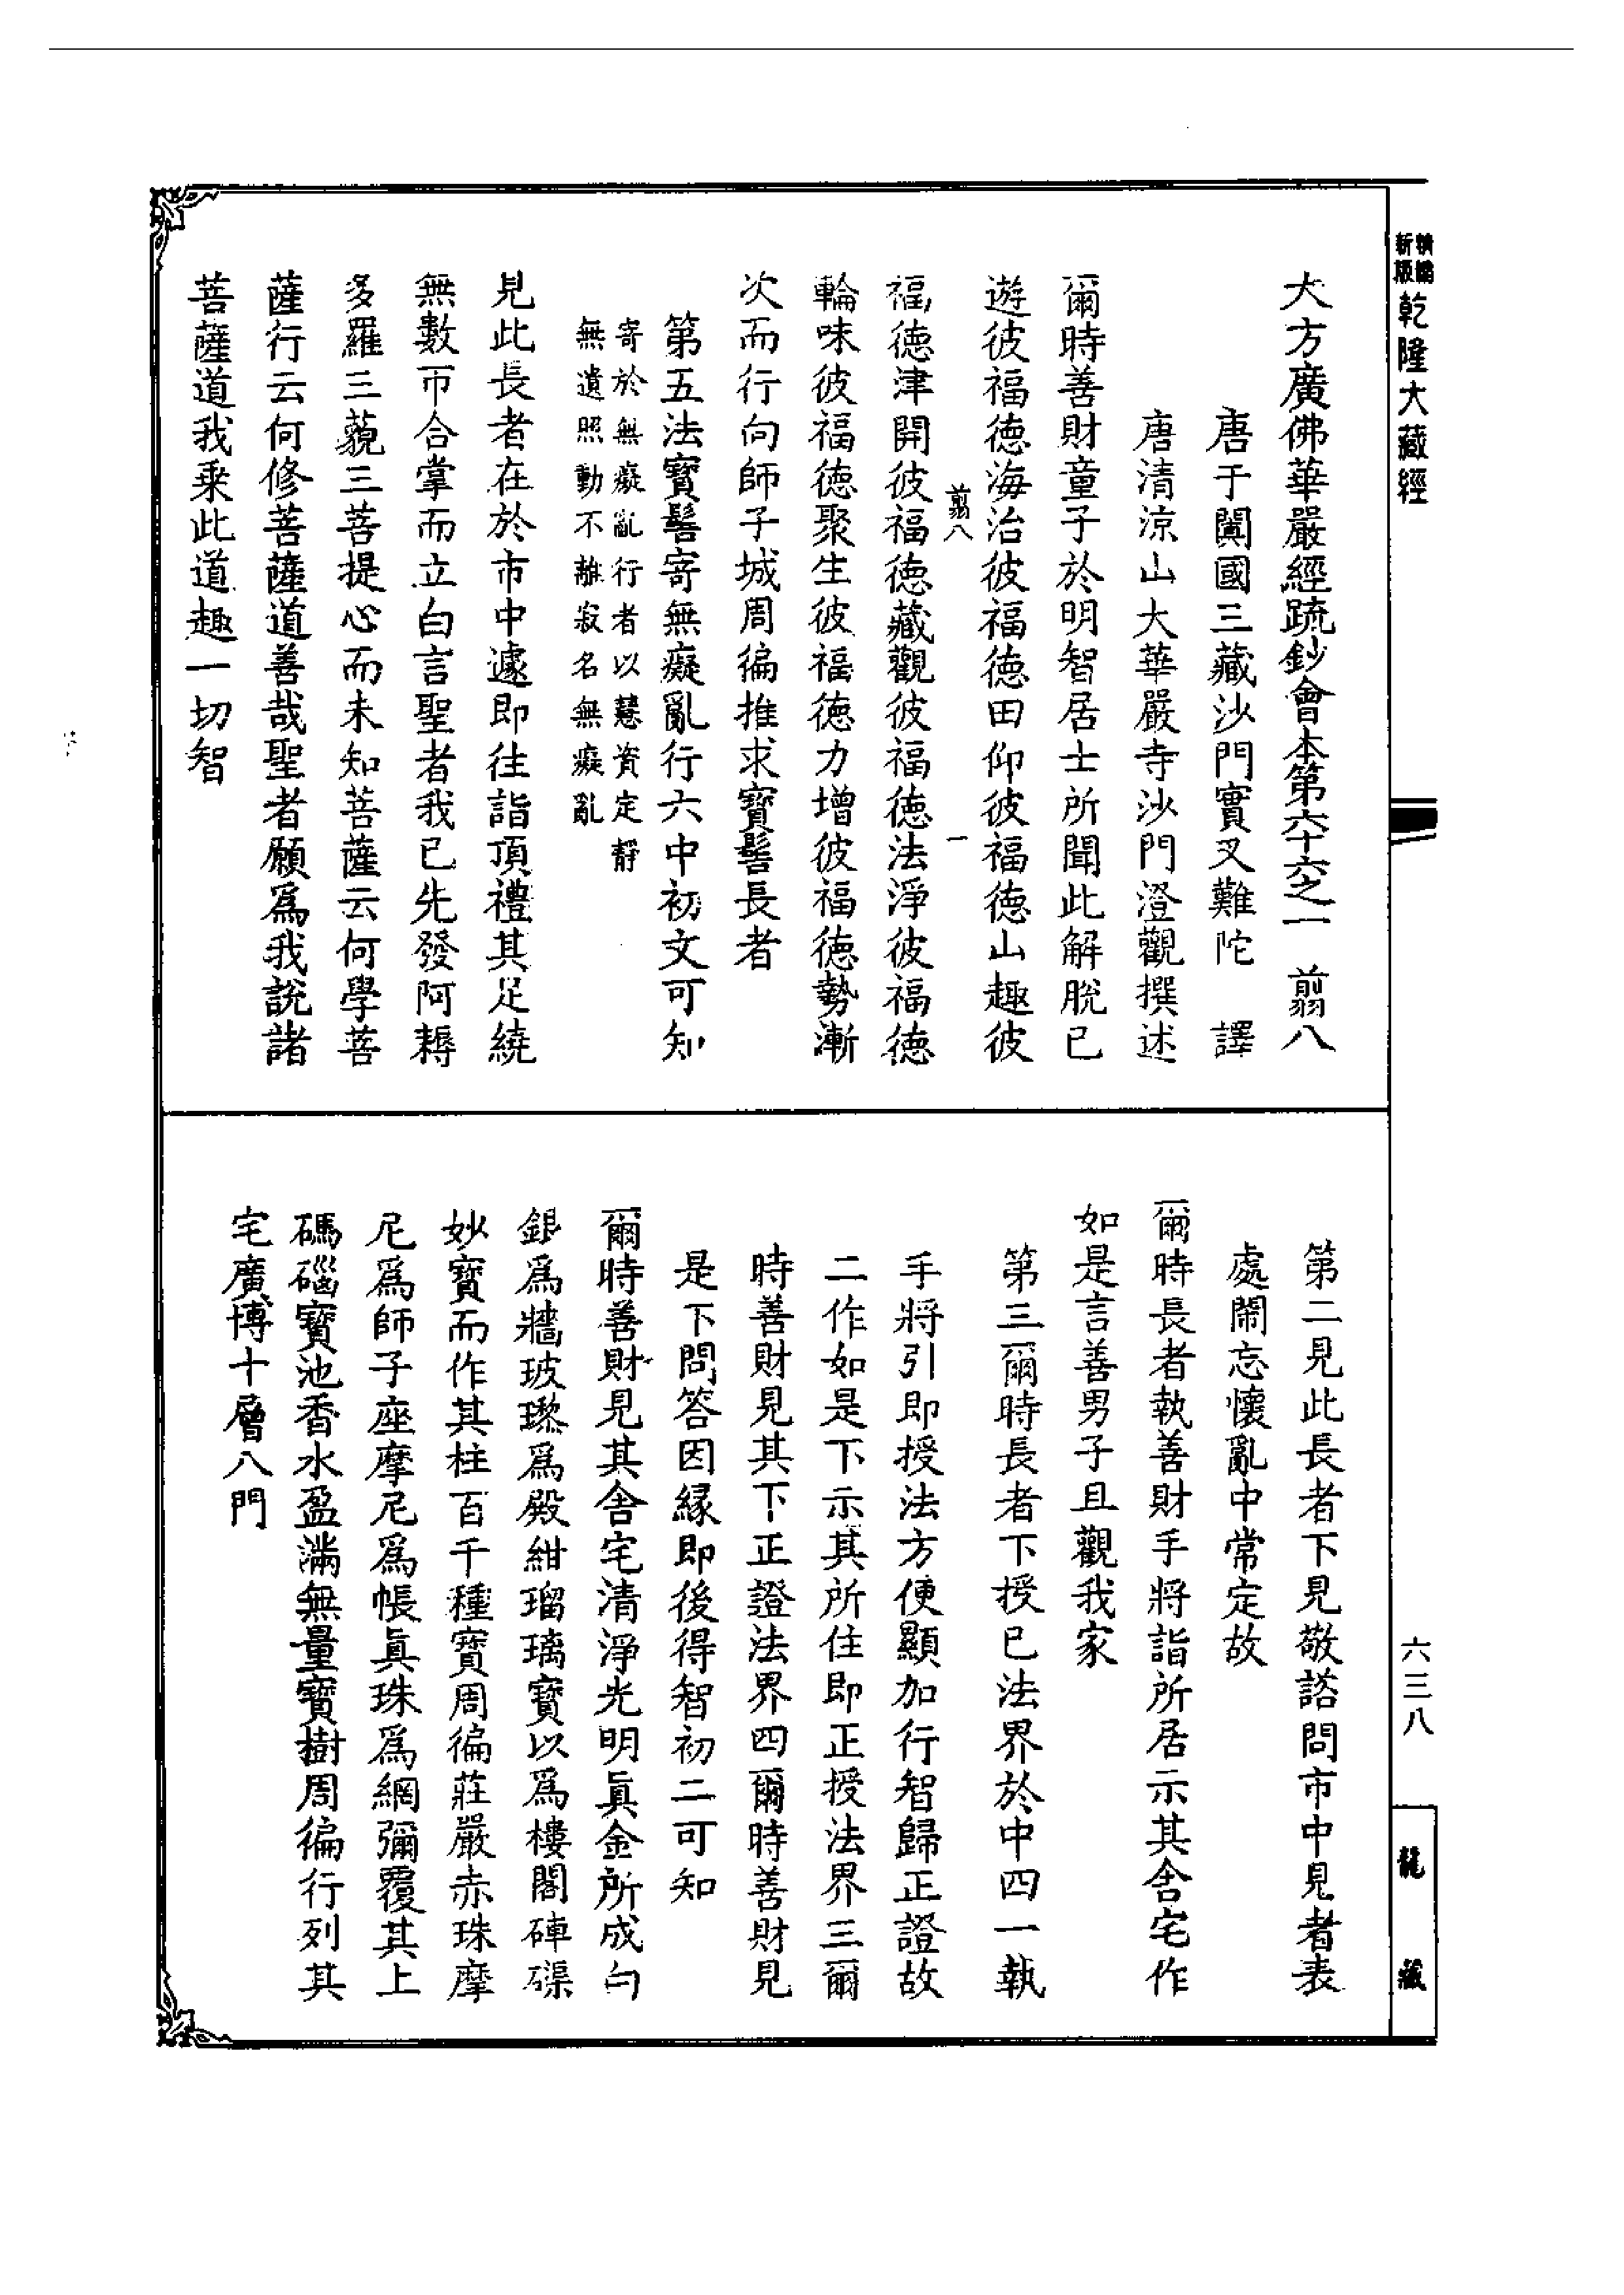 新編
新版
乾隆大藏經
大方廣佛華嚴經疏鈔會本第六十六之一　翦八
唐于闐國三藏沙門實叉難陀　譯
唐清涼山大華嚴寺沙門澄觀撰述
爾時善財童子於明智居士所聞此解脫已
遊彼福德海治彼福德田仰彼福德山趣彼
翦八　一
福德津開彼福德藏觀彼福德法淨彼福德
輪味彼福德聚生彼福德力增彼福德勢漸
次而行向師子城周徧推求寶髻長者
第五法寶髻寄無癡亂行六中初文可知
寄於無癡亂行者以慧資定靜
無遺照動不離寂名無癡亂
見此長者在於市中遽即往詣頂禮其足繞
無數帀合掌而立白言聖者我已先發阿耨
多羅三藐三菩提心而未知菩薩云何學菩
薩行云何修菩薩道善哉聖者願為我說諸
菩薩道我乘此道趣一切智
第二見此長者下見敬諮問市中見者表
處鬧忘懷亂中常定故
爾時長者執善財手將詣所居示其舍宅作
如是言善男子且觀我家
第三爾時長者下授已法界於中四一執
手將引即授法方便顯加行智歸正證故
二作如是下示其所住即正授法界三爾
時善財見其下正證法界四爾時善財見
是下問答因緣即後得智初二可知
爾時善財見其舍宅清淨光明眞金所成白
銀為牆玻瓈為殿紺瑠璃寶以為樓閣硨磲
妙寶而作其柱百千種寶周徧莊嚴赤珠摩
尼為師子座摩尼為帳眞珠為網彌覆其上
碼碯寶池香水盈滿無量寶樹周徧行列其
宅廣博十層八門
六三八
龍藏